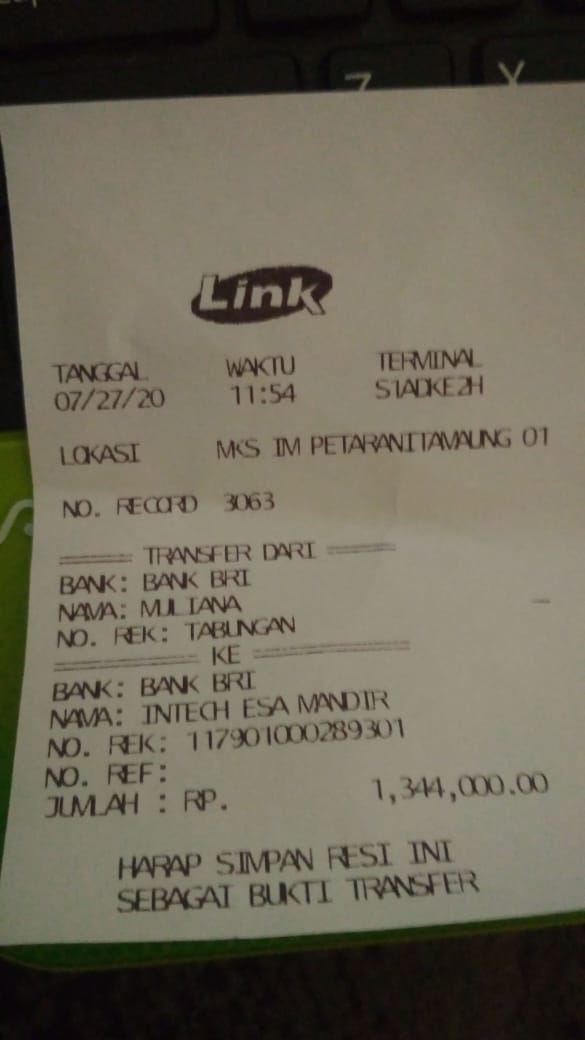 Z X
Link
TANGGAL WAKTU TERMINAL
07/27/20 11:54 S1ADKE2H
LOKASI MKS IM PETARANITAMAUNG 01
NO. RECORD 3063
====== TRANSFER DARI ======
BANK: BANK BRI
NAMA: MULIANA
NO. REK: TABUNGAN
============ KE =============
BANK: BANK BRI
NAMA: INTECH ESA MANDIR
NO. REK: 117901000289301
NO. REF:
JUMLAH : RP. 1,344,000.00
HARAP SIMPAN RESI INI
SEBAGAI BUKTI TRANSFER